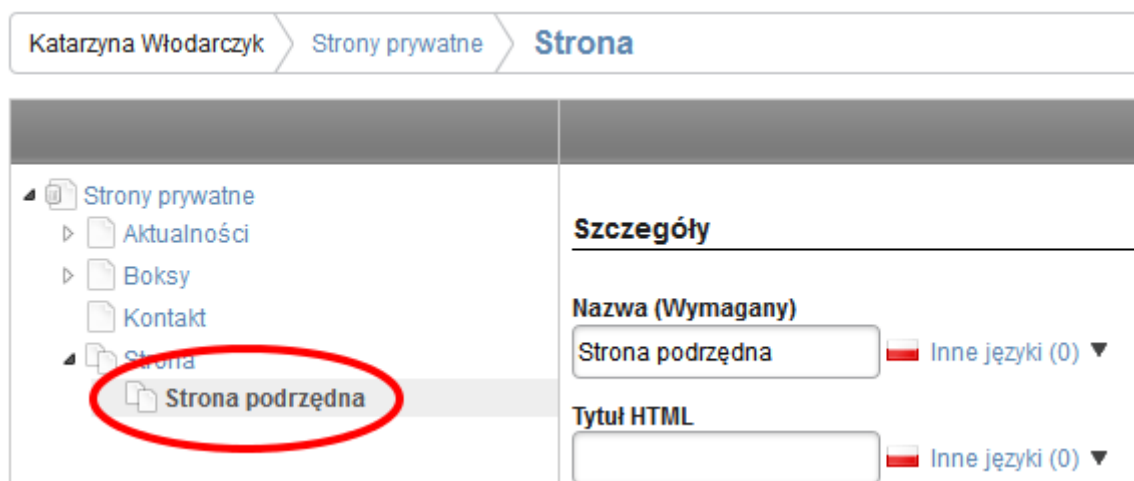 Katarzyna Włodarczyk Strony prywatne Strona
Strony prywatne
Aktualności
Boksy
Kontakt
Strona
Strona podrzędna
Szczegóły
Nazwa (Wymagany)
Strona podrzędna Inne języki (0)
Tytuł HTML
Inne języki (0)